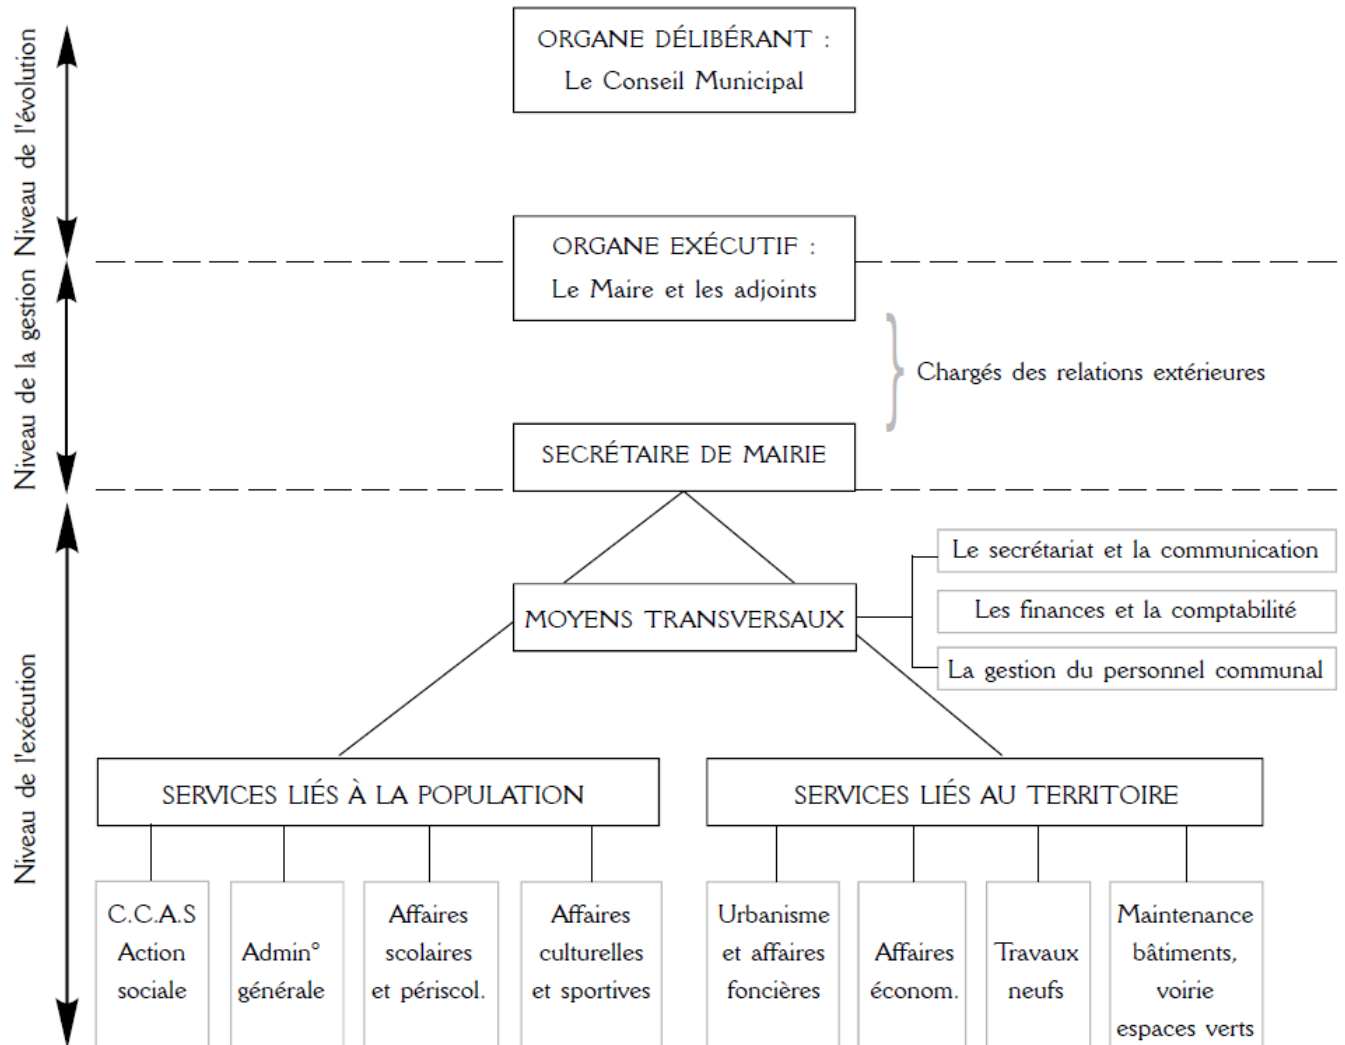 ORGANE DÉLIBÉRANT :
Le Conseil Municipal
Niveau de l'évolution
ORGANE EXÉCUTIF :
Le Maire et les adjoints
Niveau de la gestion
Chargés des relations extérieures
SECRÉTAIRE DE MAIRIE
Niveau de l'exécution
MOYENS TRANSVERSAUX
Le secrétariat et la communication
Les finances et la comptabilité
La gestion du personnel communal
SERVICES LIÉS À LA POPULATION
C.C.A.S
Action
sociale
Admin°
générale
Affaires
scolaires
et périscol.
Affaires
culturelles
et sportives
SERVICES LIÉS AU TERRITOIRE
Urbanisme
et affaires
foncières
Affaires
économ.
Travaux
neufs
Maintenance
bâtiments,
voirie
espaces verts